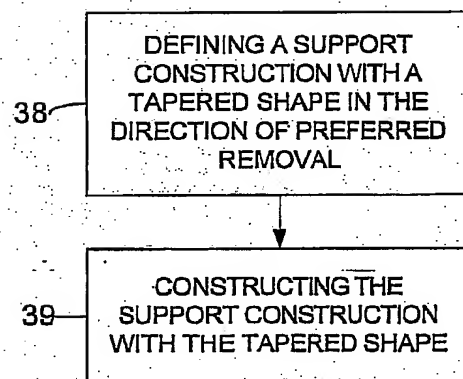 DEFINING A SUPPORT
CONSTRUCTION WITH A
TAPERED SHAPE IN THE
DIRECTION OF PREFERRED
REMOVAL
38
CONSTRUCTING THE
SUPPORT CONSTRUCTION
WITH THE TAPERED SHAPE
39